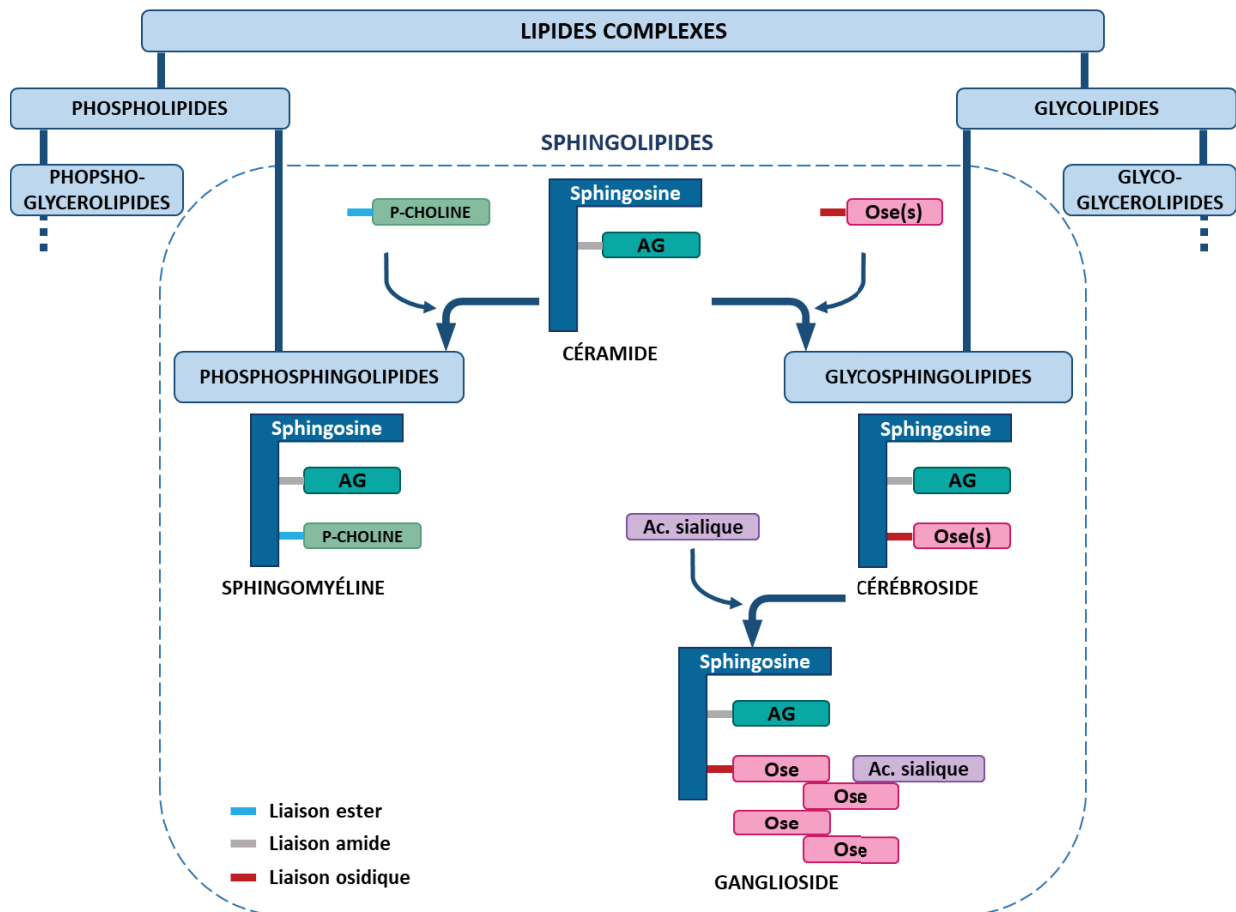 LIPIDES COMPLEXES
PHOSPHOLIPIDES
GLYCOLIPIDES
SPHINGOLIPIDES
PHOPSHO-
GLYCEROLIPIDES
GLYCO-
GLYCEROLIPIDES
P-CHOLINE
Sphingosine
AG
Ose(s)
CÉRAMIDE
PHOSPHOSPHINGOLIPIDES
GLYCOSPHINGOLIPIDES
Sphingosine
AG
P-CHOLINE
SPHINGOMYÉLINE
Sphingosine
AG
Ose(s)
CÉRÉBROSIDE
Ac. sialique
Sphingosine
AG
Ose
Ac. sialique
Ose
Ose
Ose
GANGLIOSIDE
Liaison ester
Liaison amide
Liaison osidique